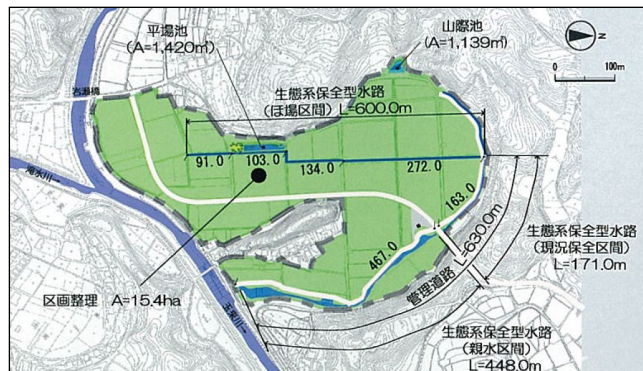 平場池
(A=1,420㎡)
山際池
(A=1,139㎡)
N
0 100m
生態系保全型水路
(ほ場区間) L=600.0m
岩瀬橋
91.0
103.0
134.0
272.0
163.0
滝水川→
467.0
管理道路 L=630.0m
生態系保全型水路
(現況保全区間)
L=171.0m
区画整理 A=15.4ha
生態系保全型水路
(親水区間)
L=448.0m